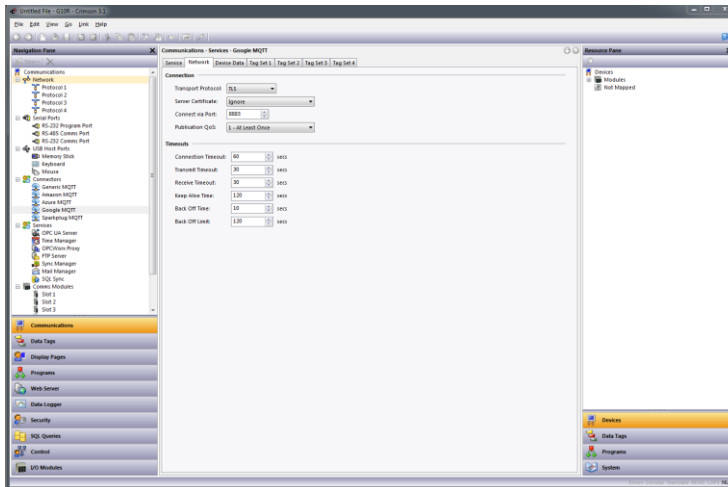 Untitled File - G10R - Crimson 3.1
File Edit View Go Link Help
Navigation Pane
Communications
Network
Protocol 1
Protocol 2
Protocol 3
Protocol 4
Serial Ports
RS-232 Program Port
RS-485 Comms Port
RS-232 Comms Port
USB Host Ports
Memory Stick
Keyboard
Mouse
Connectors
Generic MQTT
Amazon MQTT
Azure MQTT
Google MQTT
Sparkplug MQTT
Services
OPC UA Server
Time Manager
OPCWorx Proxy
FTP Server
Sync Manager
Mail Manager
SQL Sync
Comms Modules
Slot 1
Slot 2
Slot 3
Communications
Data Tags
Display Pages
Programs
Web Server
Data Logger
Security
SQL Queries
Control
I/O Modules
Communications - Services - Google MQTT
Service Network Device Data Tag Set 1 Tag Set 2 Tag Set 3 Tag Set 4
Connection
Transport Protocol: TLS
Server Certificate: Ignore
Connect via Port: 8883
Publication QoS: 1 - At Least Once
Timeouts
Connection Timeout: 60 secs
Transmit Timeout: 30 secs
Receive Timeout: 30 secs
Keep Alive Time: 120 secs
Back Off Time: 10 secs
Back Off Limit: 120 secs
Resource Pane
Devices
Modules
Not Mapped
Devices
Data Tags
Programs
System